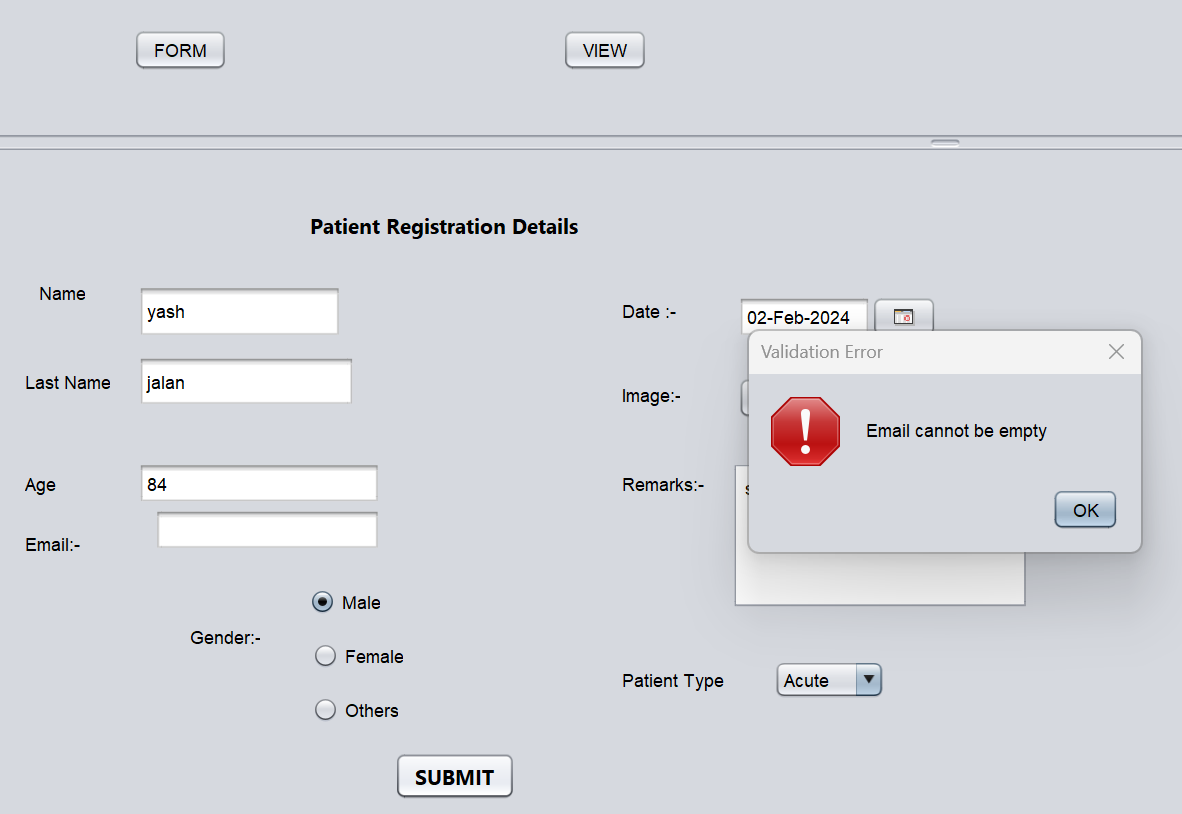 FORM
VIEW
Patient Registration Details
Name
yash
Last Name
jalan
Age
84
Email:-
Gender:-
Male
Female
Others
SUBMIT
Date :-
02-Feb-2024
Image:-
Remarks:-
Patient Type
Acute
Validation Error
Email cannot be empty
OK